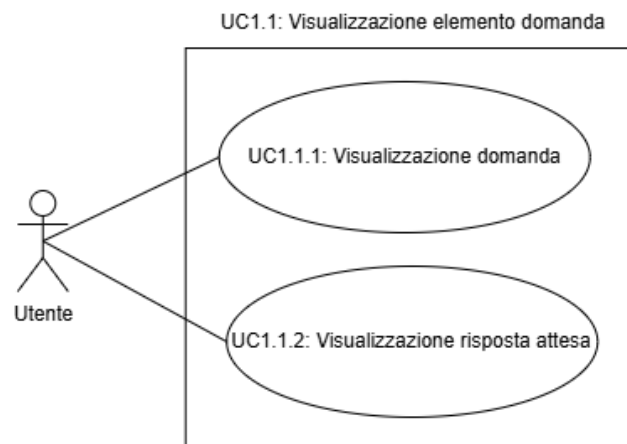 UC1.1: Visualizzazione elemento domanda
UC1.1.1: Visualizzazione domanda
Utente
UC1.1.2: Visualizzazione risposta attesa